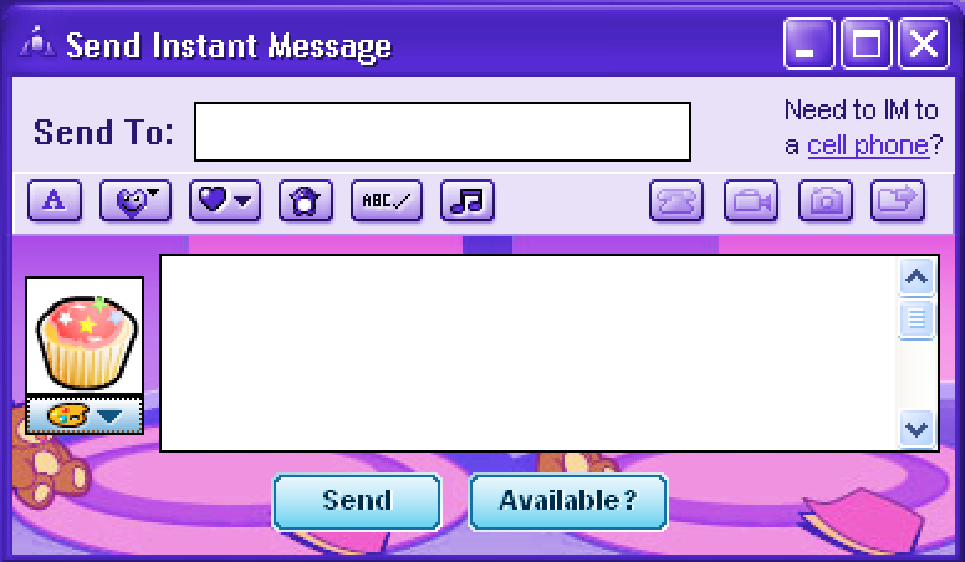 Send Instant Message
Need to IM to
Send To:
a cell phone?
A
ABC
Send
Available?